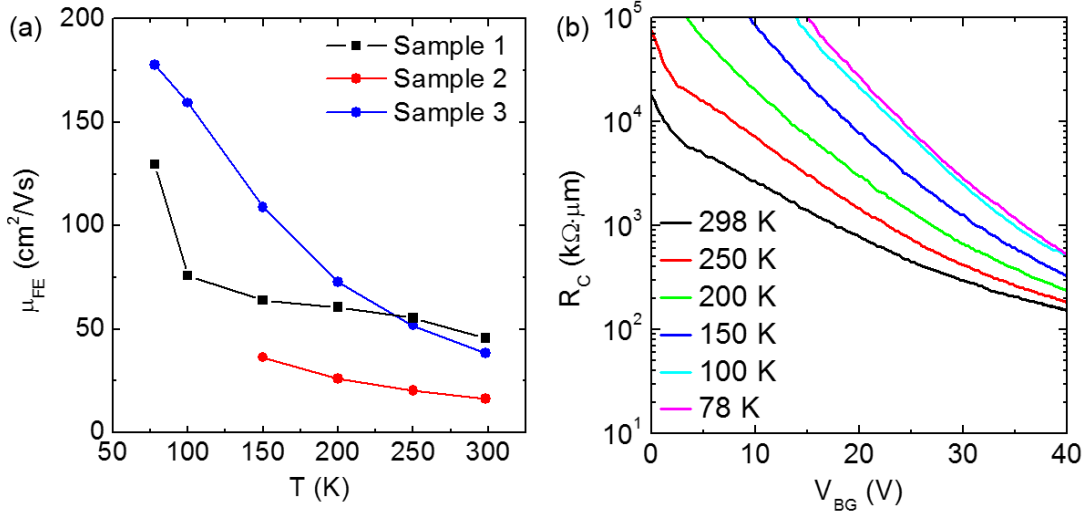 (a)
200
150
100
50
0
μFE (cm²/Vs)
50 100 150 200 250 300
T (K)
Sample 1
Sample 2
Sample 3
(b)
10⁵
10⁴
10³
10²
10¹
RC (kΩ·μm)
0 10 20 30 40
VBG (V)
298 K
250 K
200 K
150 K
100 K
78 K